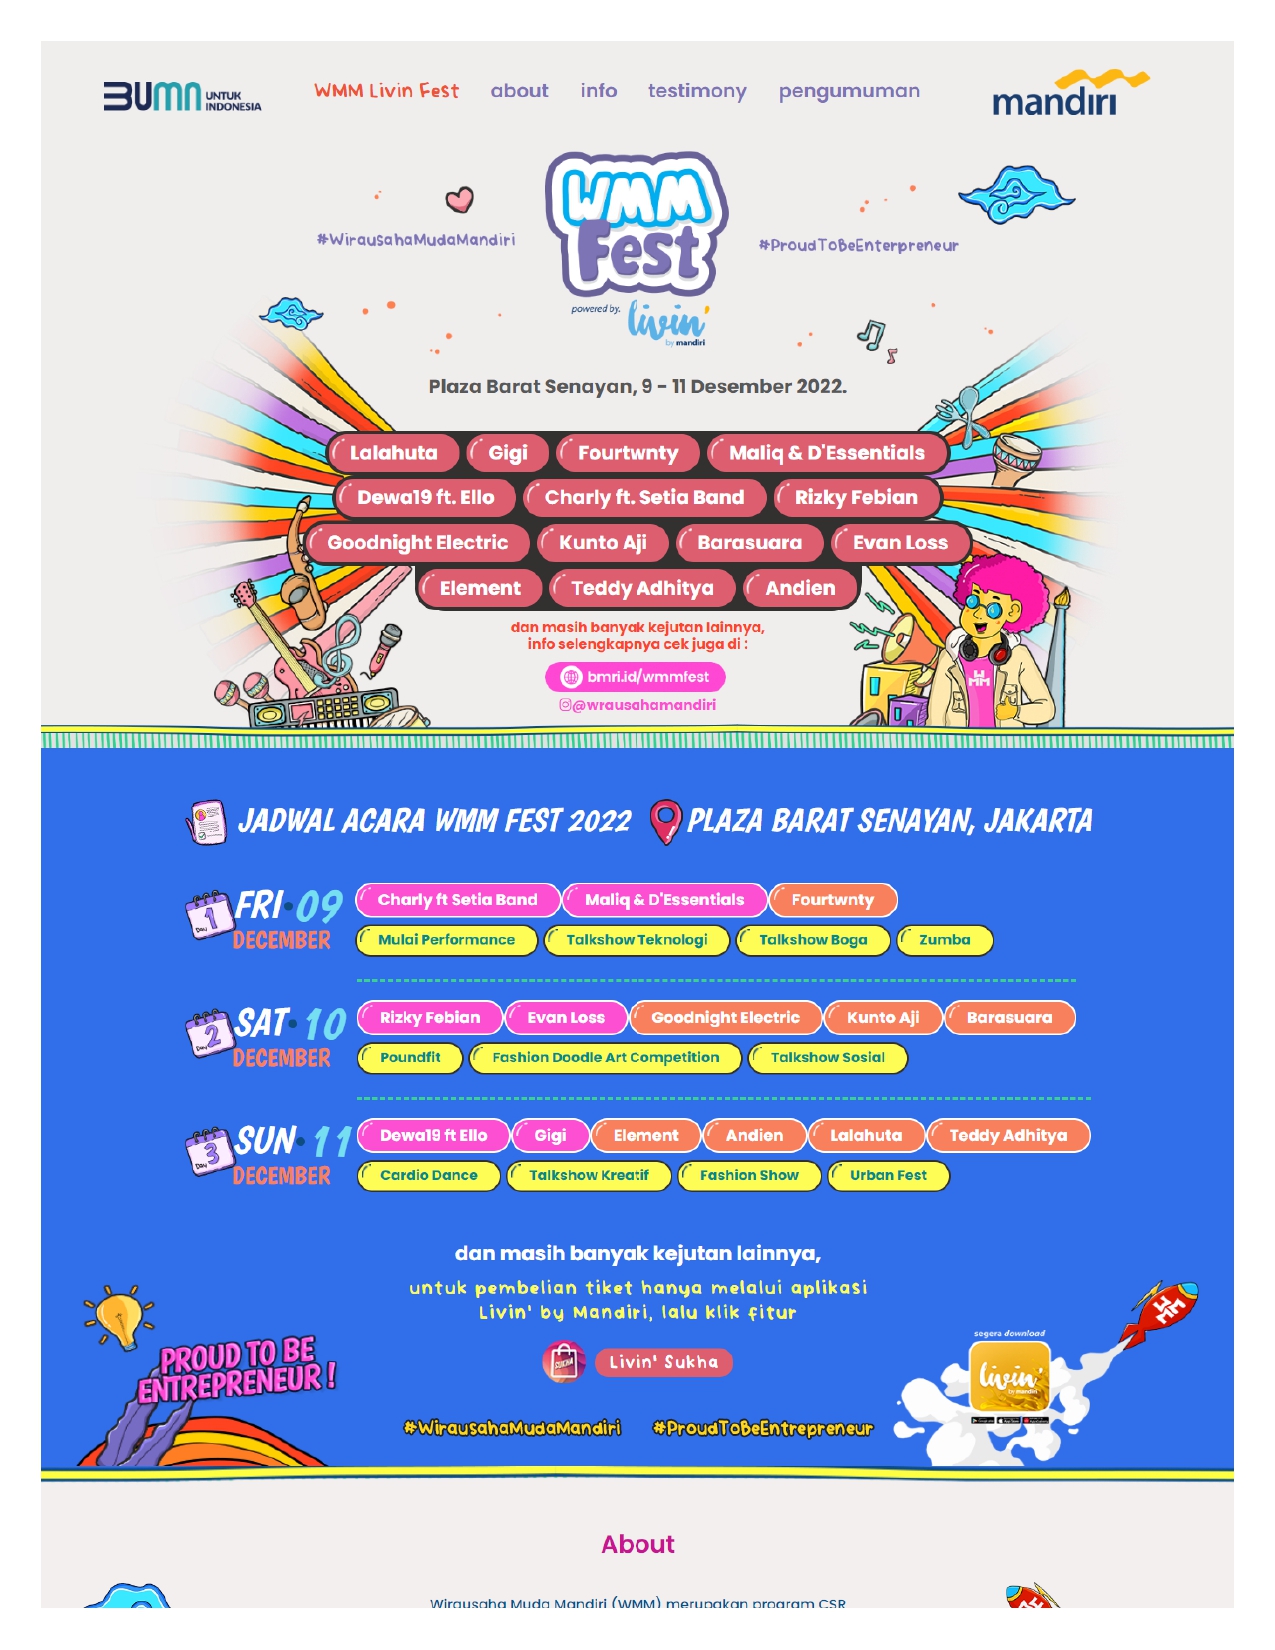 BUMN UNTUK INDONESIA
WMM Livin Fest about info testimony pengumuman
mandiri
WMM
Fest
#WirausahaMudaMandiri
#ProudToBeEnterpreneur
powered by. livin'
by mandiri
Plaza Barat Senayan, 9 - 11 Desember 2022.
Lalahuta Gigi Fourtwnty Maliq & D'Essentials
Dewa19 ft. Ello Charly ft. Setia Band Rizky Febian
Goodnight Electric Kunto Aji Barasuara Evan Loss
Element Teddy Adhitya Andien
dan masih banyak kejutan lainnya,
info selengkapnya cek juga di :
bmri.id/wmmfest
@wrausahamandiri
WMM
JADWAL ACARA WMM FEST 2022 PLAZA BARAT SENAYAN, JAKARTA
Day 1 FRI • 09 DECEMBER
Charly ft Setia Band Maliq & D'Essentials Fourtwnty
Mulai Performance Talkshow Teknologi Talkshow Boga Zumba
Day 2 SAT • 10 DECEMBER
Rizky Febian Evan Loss Goodnight Electric Kunto Aji Barasuara
Poundfit Fashion Doodle Art Competition Talkshow Sosial
Day 3 SUN • 11 DECEMBER
Dewa19 ft Ello Gigi Element Andien Lalahuta Teddy Adhitya
Cardio Dance Talkshow Kreatif Fashion Show Urban Fest
dan masih banyak kejutan lainnya,
untuk pembelian tiket hanya melalui aplikasi
Livin' by Mandiri, lalu klik fitur
SUKHA Livin' Sukha
PROUD TO BE
ENTREPRENEUR !
WMM
segera download
livin'
by mandiri
#WirausahaMudaMandiri #ProudToBeEntrepreneur
About
Wirausaha Muda Mandiri (WMM) merupakan program CSR